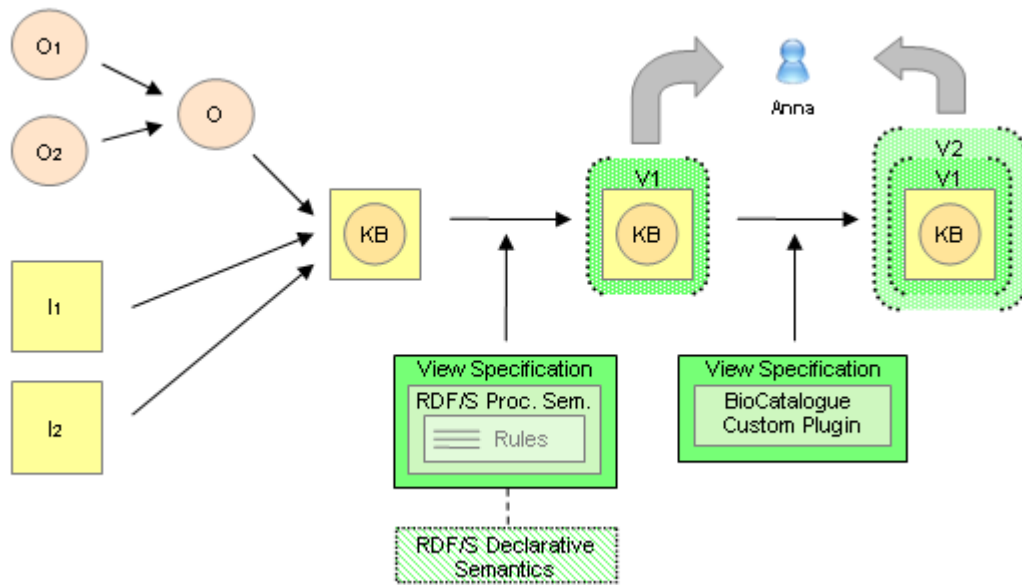 O1
O2
O
I1
I2
KB
V1
KB
Anna
V2
V1
KB
View Specification
RDF/S Proc. Sem.
Rules
RDF/S Declarative
Semantics
View Specification
BioCatalogue
Custom Plugin